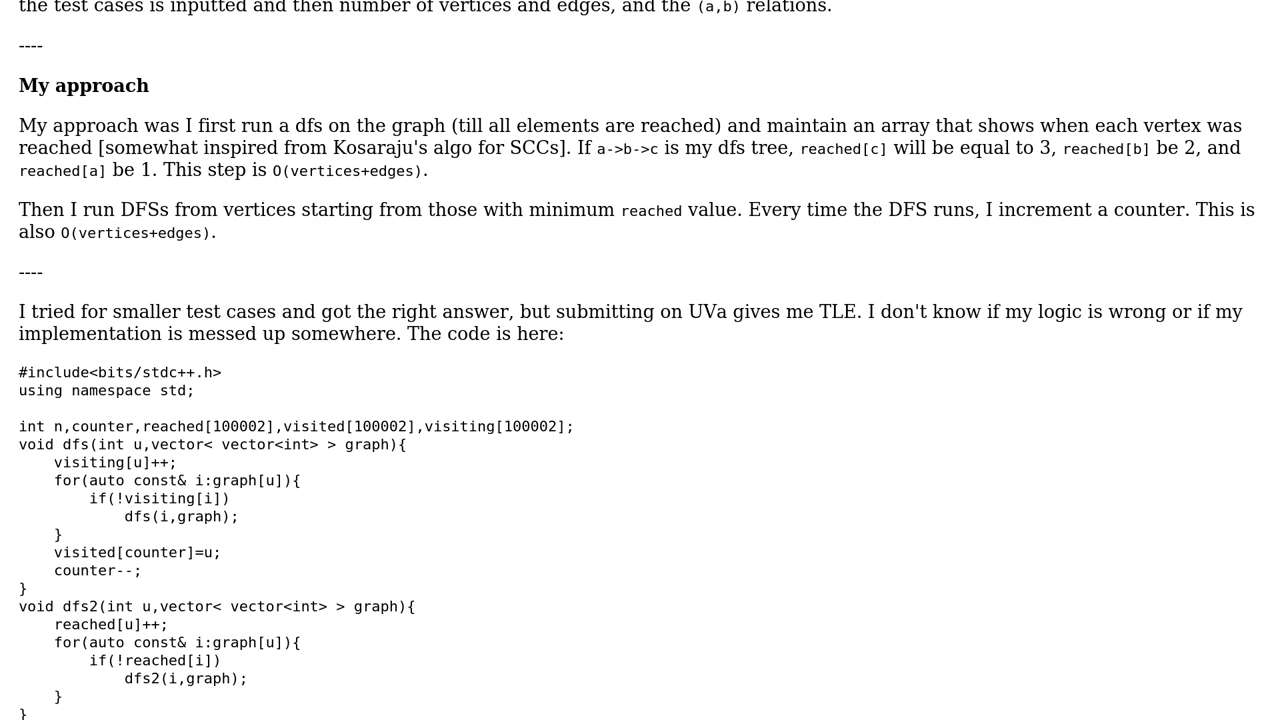 the test cases is inputted and then number of vertices and edges, and the (a,b) relations.
----
My approach
My approach was I first run a dfs on the graph (till all elements are reached) and maintain an array that shows when each vertex was
reached [somewhat inspired from Kosaraju's algo for SCCs]. If a->b->c is my dfs tree, reached[c] will be equal to 3, reached[b] be 2, and
reached[a] be 1. This step is O(vertices+edges).
Then I run DFSs from vertices starting from those with minimum reached value. Every time the DFS runs, I increment a counter. This is
also O(vertices+edges).
----
I tried for smaller test cases and got the right answer, but submitting on UVa gives me TLE. I don't know if my logic is wrong or if my
implementation is messed up somewhere. The code is here:
#include<bits/stdc++.h>
using namespace std;
int n,counter,reached[100002],visited[100002],visiting[100002];
void dfs(int u,vector< vector<int> > graph){
    visiting[u]++;
    for(auto const& i:graph[u]){
        if(!visiting[i])
            dfs(i,graph);
    }
    visited[counter]=u;
    counter--;
}
void dfs2(int u,vector< vector<int> > graph){
    reached[u]++;
    for(auto const& i:graph[u]){
        if(!reached[i])
            dfs2(i,graph);
    }
}